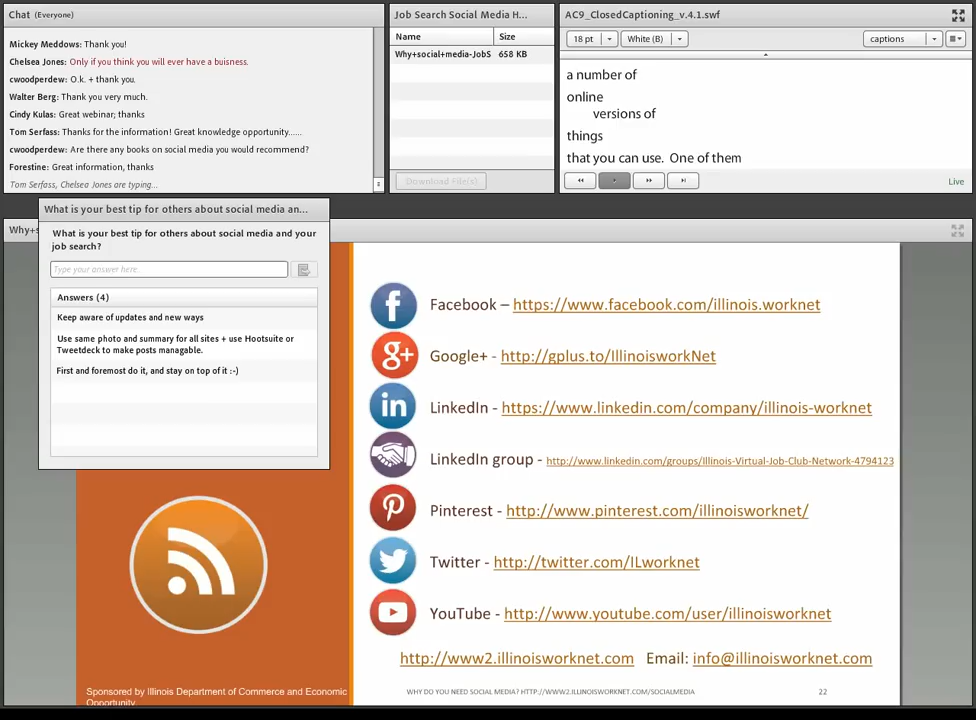 Chat (Everyone)
Mickey Meddows: Thank you!
Chelsea Jones: Only if you think you will ever have a buisness.
cwoodperdew: O.k. + thank you.
Walter Berg: Thank you very much.
Cindy Kulas: Great webinar; thanks
Tom Serfass: Thanks for the information! Great knowledge opportunity......
cwoodperdew: Are there any books on social media you would recommend?
Forestine: Great information, thanks
Tom Serfass, Chelsea Jones are typing...
Job Search Social Media H...
Name Size
Why+social+media-JobS 658 KB
Download File(s)
AC9_ClosedCaptioning_v.4.1.swf
18 pt White (B) captions
a number of
online
versions of
things
that you can use. One of them
Live
Why+s
What is your best tip for others about social media an...
What is your best tip for others about social media and your
job search?
Type your answer here.
Answers (4)
Keep aware of updates and new ways
Use same photo and summary for all sites + use Hootsuite or
Tweetdeck to make posts managable.
First and foremost do it, and stay on top of it :-)
Facebook – https://www.facebook.com/illinois.worknet
Google+ - http://gplus.to/IllinoisworkNet
LinkedIn - https://www.linkedin.com/company/illinois-worknet
LinkedIn group - http://www.linkedin.com/groups/Illinois-Virtual-Job-Club-Network-4794123
Pinterest - http://www.pinterest.com/illinoisworknet/
Twitter - http://twitter.com/ILworknet
YouTube - http://www.youtube.com/user/illinoisworknet
http://www2.illinoisworknet.com Email: info@illinoisworknet.com
Sponsored by Illinois Department of Commerce and Economic
Opportunity.
WHY DO YOU NEED SOCIAL MEDIA? HTTP://WWW2.ILLINOISWORKNET.COM/SOCIALMEDIA 22